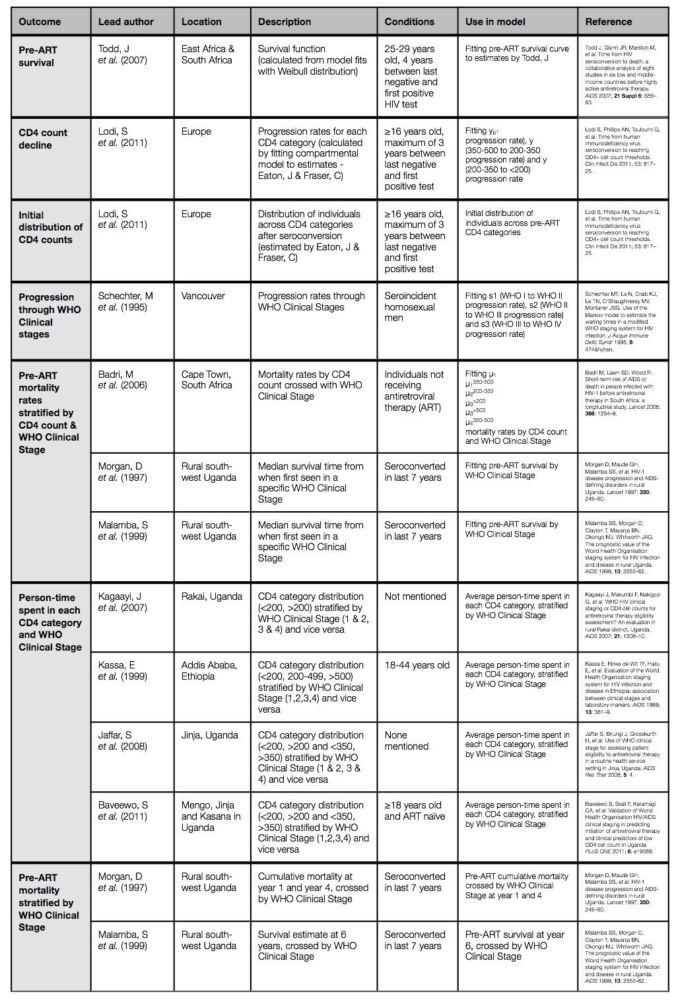 Outcome
Lead author
Location
Description
Conditions
Use in model
Reference
Pre-ART
survival
Todd, J
et al. (2007)
East Africa &
South Africa
Survival function
(calculated from model fits
with Weibull distribution)
25-29 years
old, 4 years
between last
negative and
first positive
HIV test
Fitting pre-ART survival curve
to estimates by Todd, J
Todd J, Glynn JR, Marston M,
et al. Time from HIV
seroconversion to death: a
collaborative analysis of eight
studies in six low and middle-
income countries before highly
active antiretroviral therapy.
AIDS 2007; 21 Suppl 6: S55–
63.
CD4 count
decline
Lodi, S
et al. (2011)
Europe
Progression rates for each
CD4 category (calculated
by fitting compartmental
model to estimates -
Eaton, J & Fraser, C)
≥16 years old,
maximum of 3
years between
last negative
and first
positive test
Fitting yp1
progression rate), y
(350-500 to 200-350
progression rate) and y
(200-350 to <200)
progression rate
Lodi S, Phillips AN, Touloumi G,
et al. Time from human
immunodeficiency virus
seroconversion to reaching
CD4+ cell count thresholds.
Clin Infect Dis 2011; 53: 817–
25.
Initial
distribution of
CD4 counts
Lodi, S
et al. (2011)
Europe
Distribution of individuals
across CD4 categories
after seroconversion
(estimated by Eaton, J &
Fraser, C)
≥16 years old,
maximum of 3
years between
last negative
and first
positive test
Initial distribution of
individuals across pre-ART
CD4 categories
Lodi S, Phillips AN, Touloumi G,
et al. Time from human
immunodeficiency virus
seroconversion to reaching
CD4+ cell count thresholds.
Clin Infect Dis 2011; 53: 817–
25.
Progression
through WHO
Clinical
stages
Schechter, M
et al. (1995)
Vancouver
Progression rates through
WHO Clinical Stages
Seroincident
homosexual
men
Fitting s1 (WHO I to WHO II
progression rate), s2 (WHO II
to WHO III progression rate)
and s3 (WHO III to WHO IV
progression rate)
Schechter MT, Le N, Craib KJ,
Le TN, O'Shaughnessy MV,
Montaner JSG. Use of the
Markov model to estimate the
waiting times in a modified
WHO staging system for HIV
infection. J Acquir Immune
Defic Syndr 1995; 8:
474&hyhen.
Pre-ART
mortality
rates
stratified by
CD4 count &
WHO Clinical
Stage
Badri, M
et al. (2006)
Cape Town,
South Africa
Mortality rates by CD4
count crossed with WHO
Clinical Stage
Individuals not
receiving
antiretroviral
therapy (ART)
Fitting µ1
µ1350-500
µ2200-350
µ3<200
µ3>500
µ4350-500
mortality rates by CD4 count
and WHO Clinical Stage
Badri M, Lawn SD, Wood R.
Short-term risk of AIDS or
death in people infected with
HIV-1 before antiretroviral
therapy in South Africa: a
longitudinal study. Lancet 2006;
368: 1254–9.
Morgan, D
et al. (1997)
Rural south-
west Uganda
Median survival time from
when first seen in a
specific WHO Clinical
Stage
Seroconverted
in last 7 years
Fitting pre-ART survival by
WHO Clinical Stage
Morgan D, Maude GH,
Malamba SS, et al. HIV-1
disease progression and AIDS-
defining disorders in rural
Uganda. Lancet 1997; 350:
245–50.
Malamba, S
et al. (1999)
Rural south-
west Uganda
Median survival time from
when first seen in a
specific WHO Clinical
Stage
Seroconverted
in last 7 years
Fitting pre-ART survival by
WHO Clinical Stage
Malamba SS, Morgan D,
Clayton T, Mayanja BN,
Okongo MJ, Whitworth JAG.
The prognostic value of the
World Health Organisation
staging system for HIV infection
and disease in rural Uganda.
AIDS 1999; 13: 2555–62.
Person-time
spent in each
CD4 category
and WHO
Clinical Stage
Kagaayi, J
et al. (2007)
Rakai, Uganda
CD4 category distribution
(<200, >200) stratified by
WHO Clinical Stage (1 & 2,
3 & 4) and vice versa
Not mentioned
Average person-time spent in
each CD4 category, stratified
by WHO Clinical Stage
Kagaayi J, Makumbi F, Nakigozi
G, et al. WHO HIV clinical
staging or CD4 cell counts for
antiretroviral therapy eligibility
assessment? An evaluation in
rural Rakai district, Uganda.
AIDS 2007; 21: 1208–10.
Kassa, E
et al. (1999)
Addis Ababa,
Ethiopia
CD4 category distribution
(<200, 200-499, >500)
stratified by WHO Clinical
Stage (1,2,3,4) and vice
versa
18-44 years old
Average person-time spent in
each CD4 category, stratified
by WHO Clinical Stage
Kassa E, Rinke de Wit TF, Hailu
E, et al. Evaluation of the World
Health Organization staging
system for HIV infection and
disease in Ethiopia: association
between clinical stages and
laboratory markers. AIDS 1999;
13: 381–9.
Jaffar, S
et al. (2008)
Jinja, Uganda
CD4 category distribution
(<200, >200 and <350,
>350) stratified by WHO
Clinical Stage (1 & 2, 3 &
4) and vice versa
None
mentioned
Average person-time spent in
each CD4 category, stratified
by WHO Clinical Stage
Jaffar S, Birungi J, Grosskurth
H, et al. Use of WHO clinical
stage for assessing patient
eligibility to antiretroviral therapy
in a routine health service
setting in Jinja, Uganda. AIDS
Res Ther 2008; 5: 4.
Baveewo, S
et al. (2011)
Mengo, Jinja
and Kasana in
Uganda
CD4 category distribution
(<200, >200 and <350,
>350) stratified by WHO
Clinical Stage (1,2,3,4) and
vice versa
≥18 years old
and ART naïve
Average person-time spent in
each CD4 category, stratified
by WHO Clinical Stage
Baveewo S, Ssali F, Karamagi
CA, et al. Validation of World
Health Organisation HIV/AIDS
clinical staging in predicting
initiation of antiretroviral therapy
and clinical predictors of low
CD4 cell count in Uganda.
PLoS ONE 2011; 6: e19089.
Pre-ART
mortality
stratified by
WHO Clinical
Stage
Morgan, D
et al. (1997)
Rural south-
west Uganda
Cumulative mortality at
year 1 and year 4, crossed
by WHO Clinical Stage
Seroconverted
in last 7 years
Pre-ART cumulative mortality
crossed by WHO Clinical
Stage at year 1 and 4
Morgan D, Maude GH,
Malamba SS, et al. HIV-1
disease progression and AIDS-
defining disorders in rural
Uganda. Lancet 1997; 350:
245–50.
Malamba, S
et al. (1999)
Rural south-
west Uganda
Survival estimate at 6
years, crossed by WHO
Clinical Stage
Seroconverted
in last 7 years
Pre-ART survival at year
6, crossed by WHO
Clinical Stage
Malamba SS, Morgan D,
Clayton T, Mayanja BN,
Okongo MJ, Whitworth JAG.
The prognostic value of the
World Health Organisation
staging system for HIV infection
and disease in rural Uganda.
AIDS 1999; 13: 2555–62.